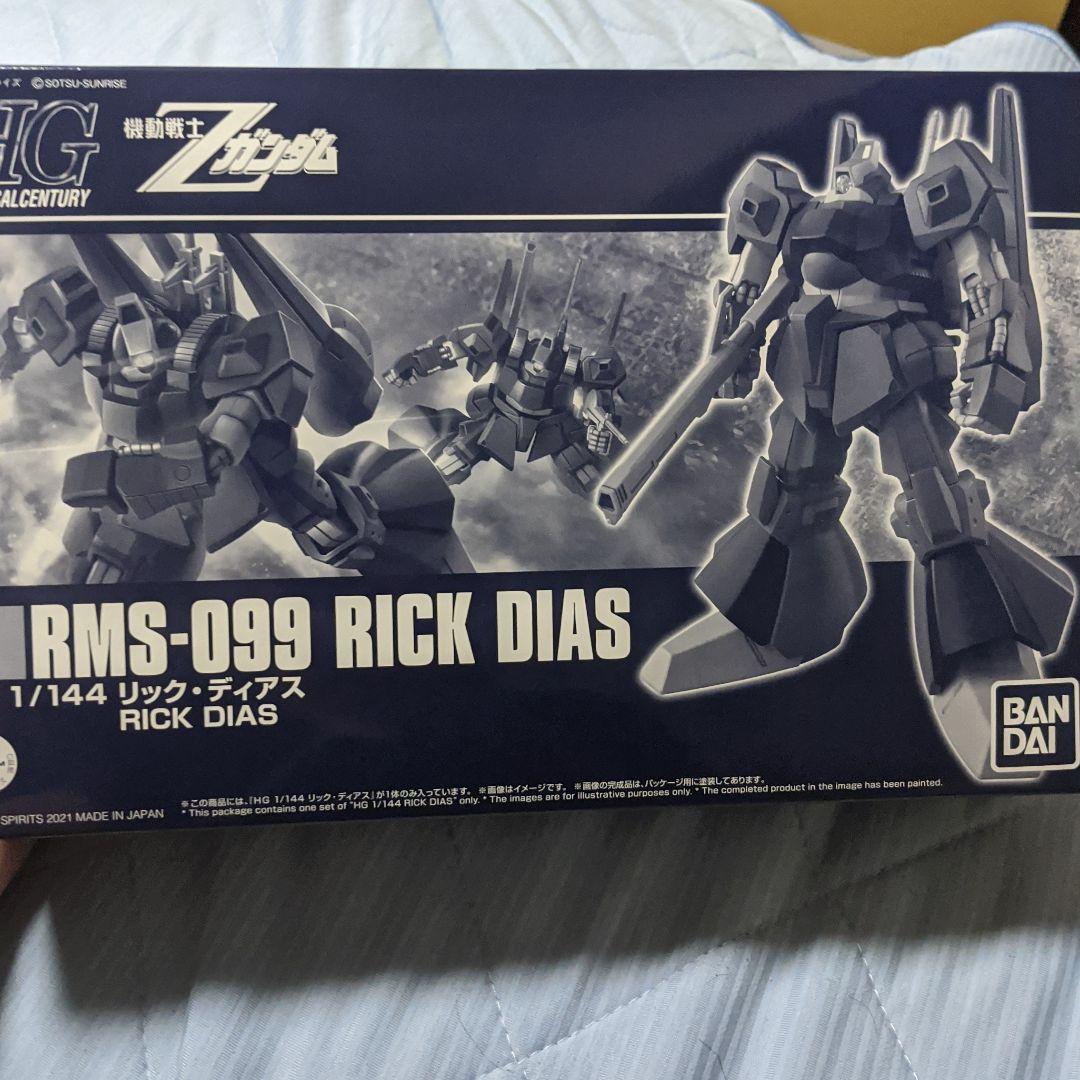 イズ ©SOTSU・SUNRISE
HG
機動戦士
Zガンダム
ALCENTURY
RMS-099 RICK DIAS
1/144 リック・ディアス
RICK DIAS
BAN
DAI
※この商品には、「HG 1/144 リック・ディアス」が1体のみ入っています。 ※画像はイメージです。 ※画像の完成品は、パッケージ用に塗装してあります。
* This package contains one set of "HG 1/144 RICK DIAS" only. * The images are for illustrative purposes only. * The completed product in the image has been painted.
SPIRITS 2021 MADE IN JAPAN